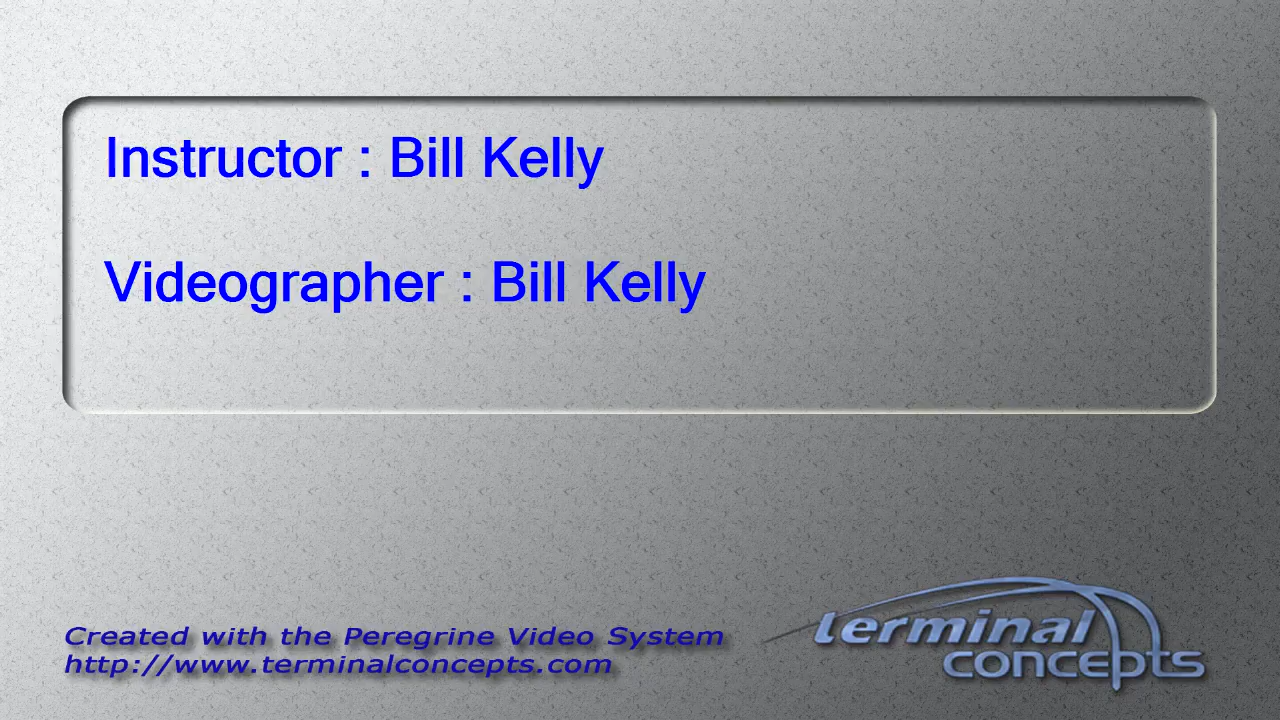 Instructor : Bill Kelly
Videographer : Bill Kelly
Created with the Peregrine Video System
http://www.terminalconcepts.com
terminal
concepts